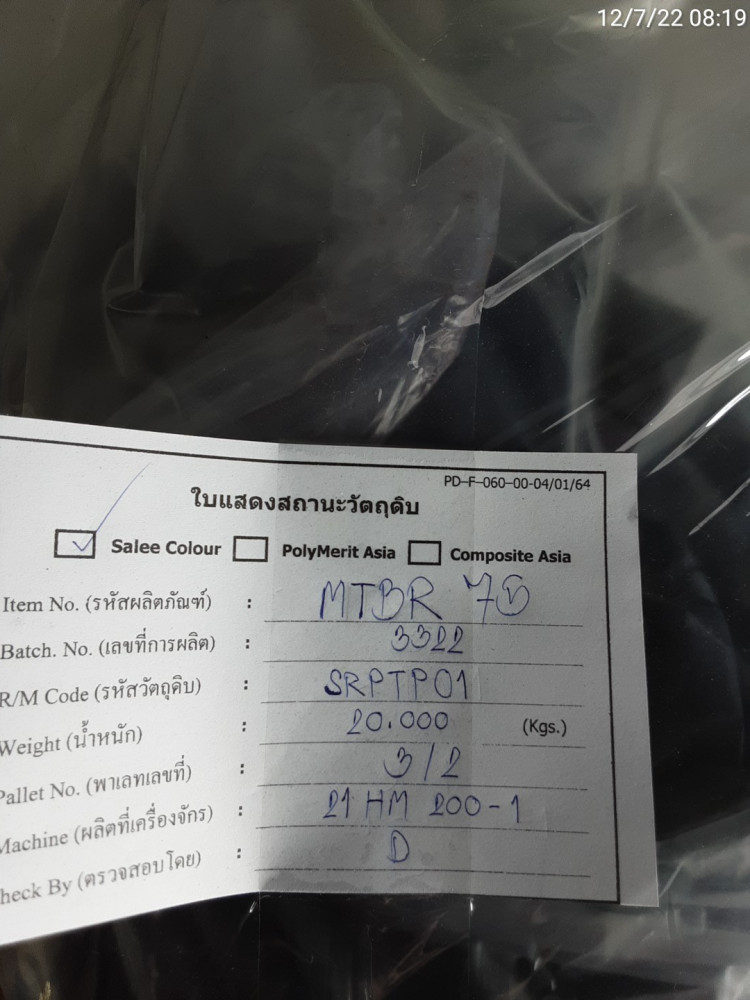 12/7/22 08:19
PD-F-060-00-04/01/64
ใบแสดงสถานะวัตถุดิบ
Salee Colour PolyMerit Asia Composite Asia
Item No. (รหัสผลิตภัณฑ์) : MTBR
Batch. No. (เลขที่การผลิต) : 3322
R/M Code (รหัสวัตถุดิบ) : SRPTP01
Weight (น้ำหนัก) : 20.000 (Kgs.)
Pallet No. (พาเลทเลขที่) : 3/2
Machine (ผลิตที่เครื่องจักร) : 21 HM 200-1
heck By (ตรวจสอบโดย) : D